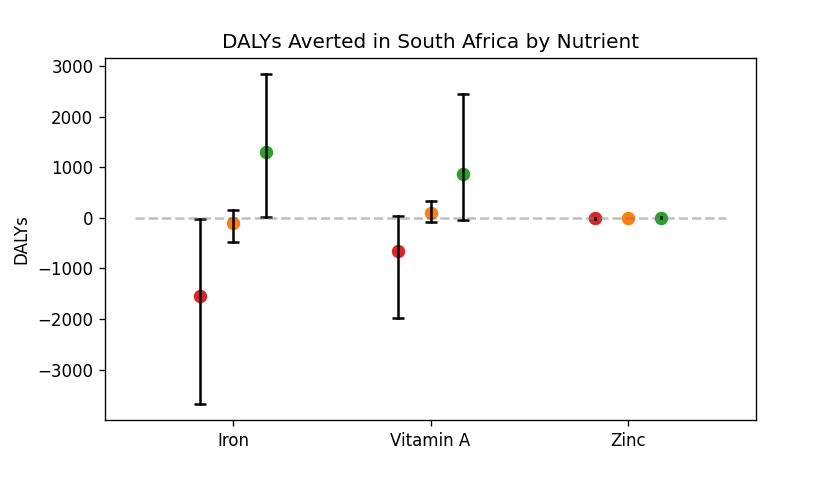 DALYs Averted in South Africa by Nutrient
3000
2000
1000
0
−1000
−2000
−3000
DALYs
Iron
Vitamin A
Zinc